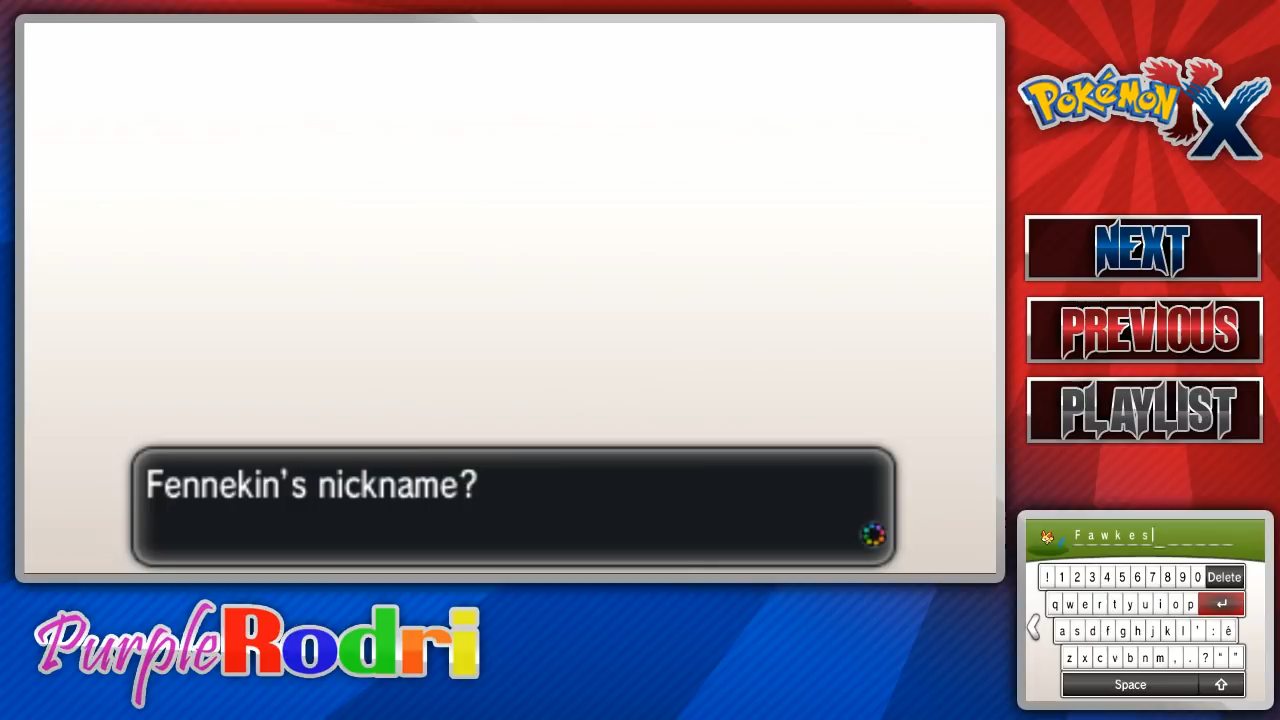 POKéMON X
NEXT
PREVIOUS
PLAYLIST
Fennekin's nickname?
Fawkes
! 1 2 3 4 5 6 7 8 9 0 Delete
q w e r t y u i o p ↵
a s d f g h j k l ' : é
z x c v b n m , . ? “ ”
Space
PurpleRodri